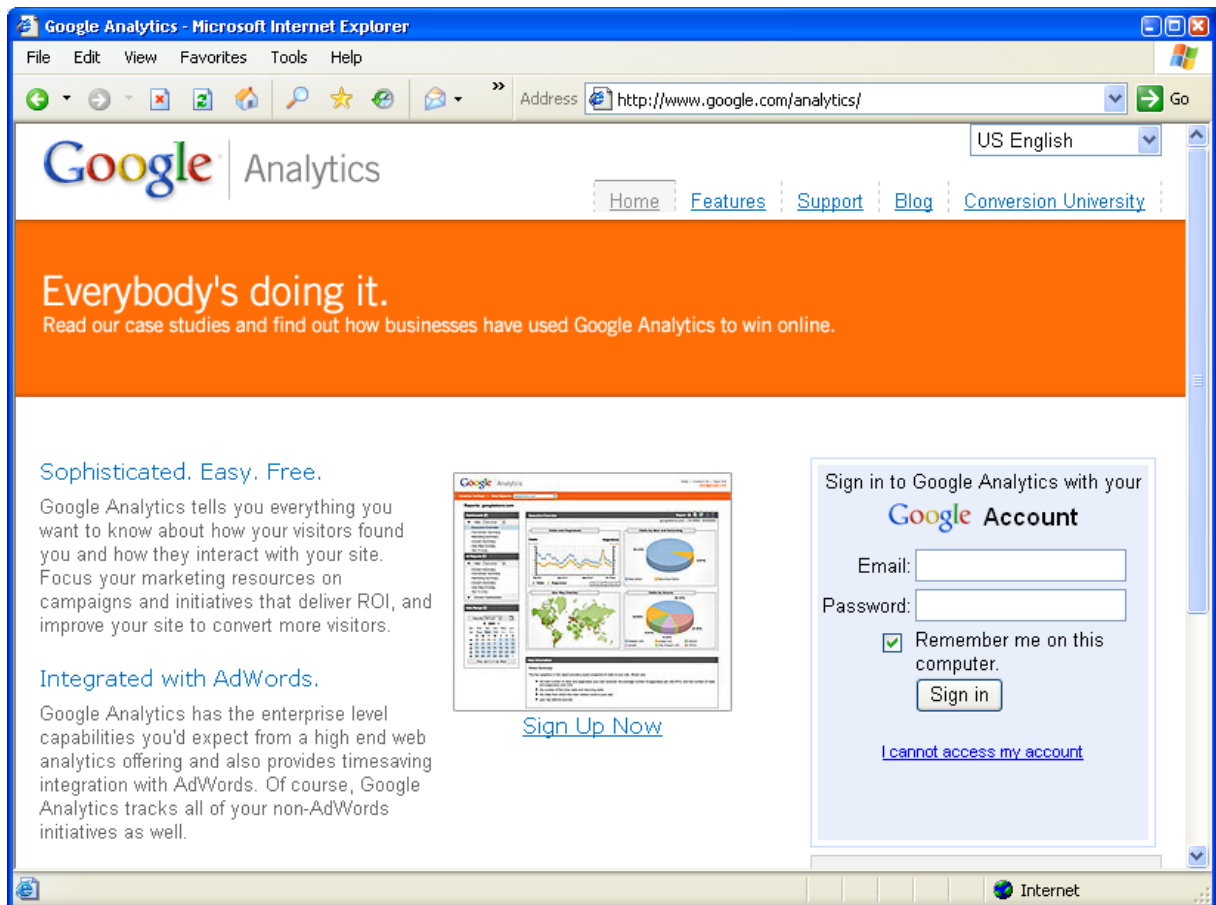 Google Analytics - Microsoft Internet Explorer
File Edit View Favorites Tools Help
» Address http://www.google.com/analytics/ Go
US English
Google Analytics
Home Features Support Blog Conversion University
Everybody's doing it.
Read our case studies and find out how businesses have used Google Analytics to win online.
Sophisticated. Easy. Free.
Google Analytics tells you everything you
want to know about how your visitors found
you and how they interact with your site.
Focus your marketing resources on
campaigns and initiatives that deliver ROI, and
improve your site to convert more visitors.
Integrated with AdWords.
Google Analytics has the enterprise level
capabilities you'd expect from a high end web
analytics offering and also provides timesaving
integration with AdWords. Of course, Google
Analytics tracks all of your non-AdWords
initiatives as well.
Google Analytics
Sign Up Now
Sign in to Google Analytics with your
Google Account
Email:
Password:
Remember me on this
computer.
Sign in
I cannot access my account
Internet